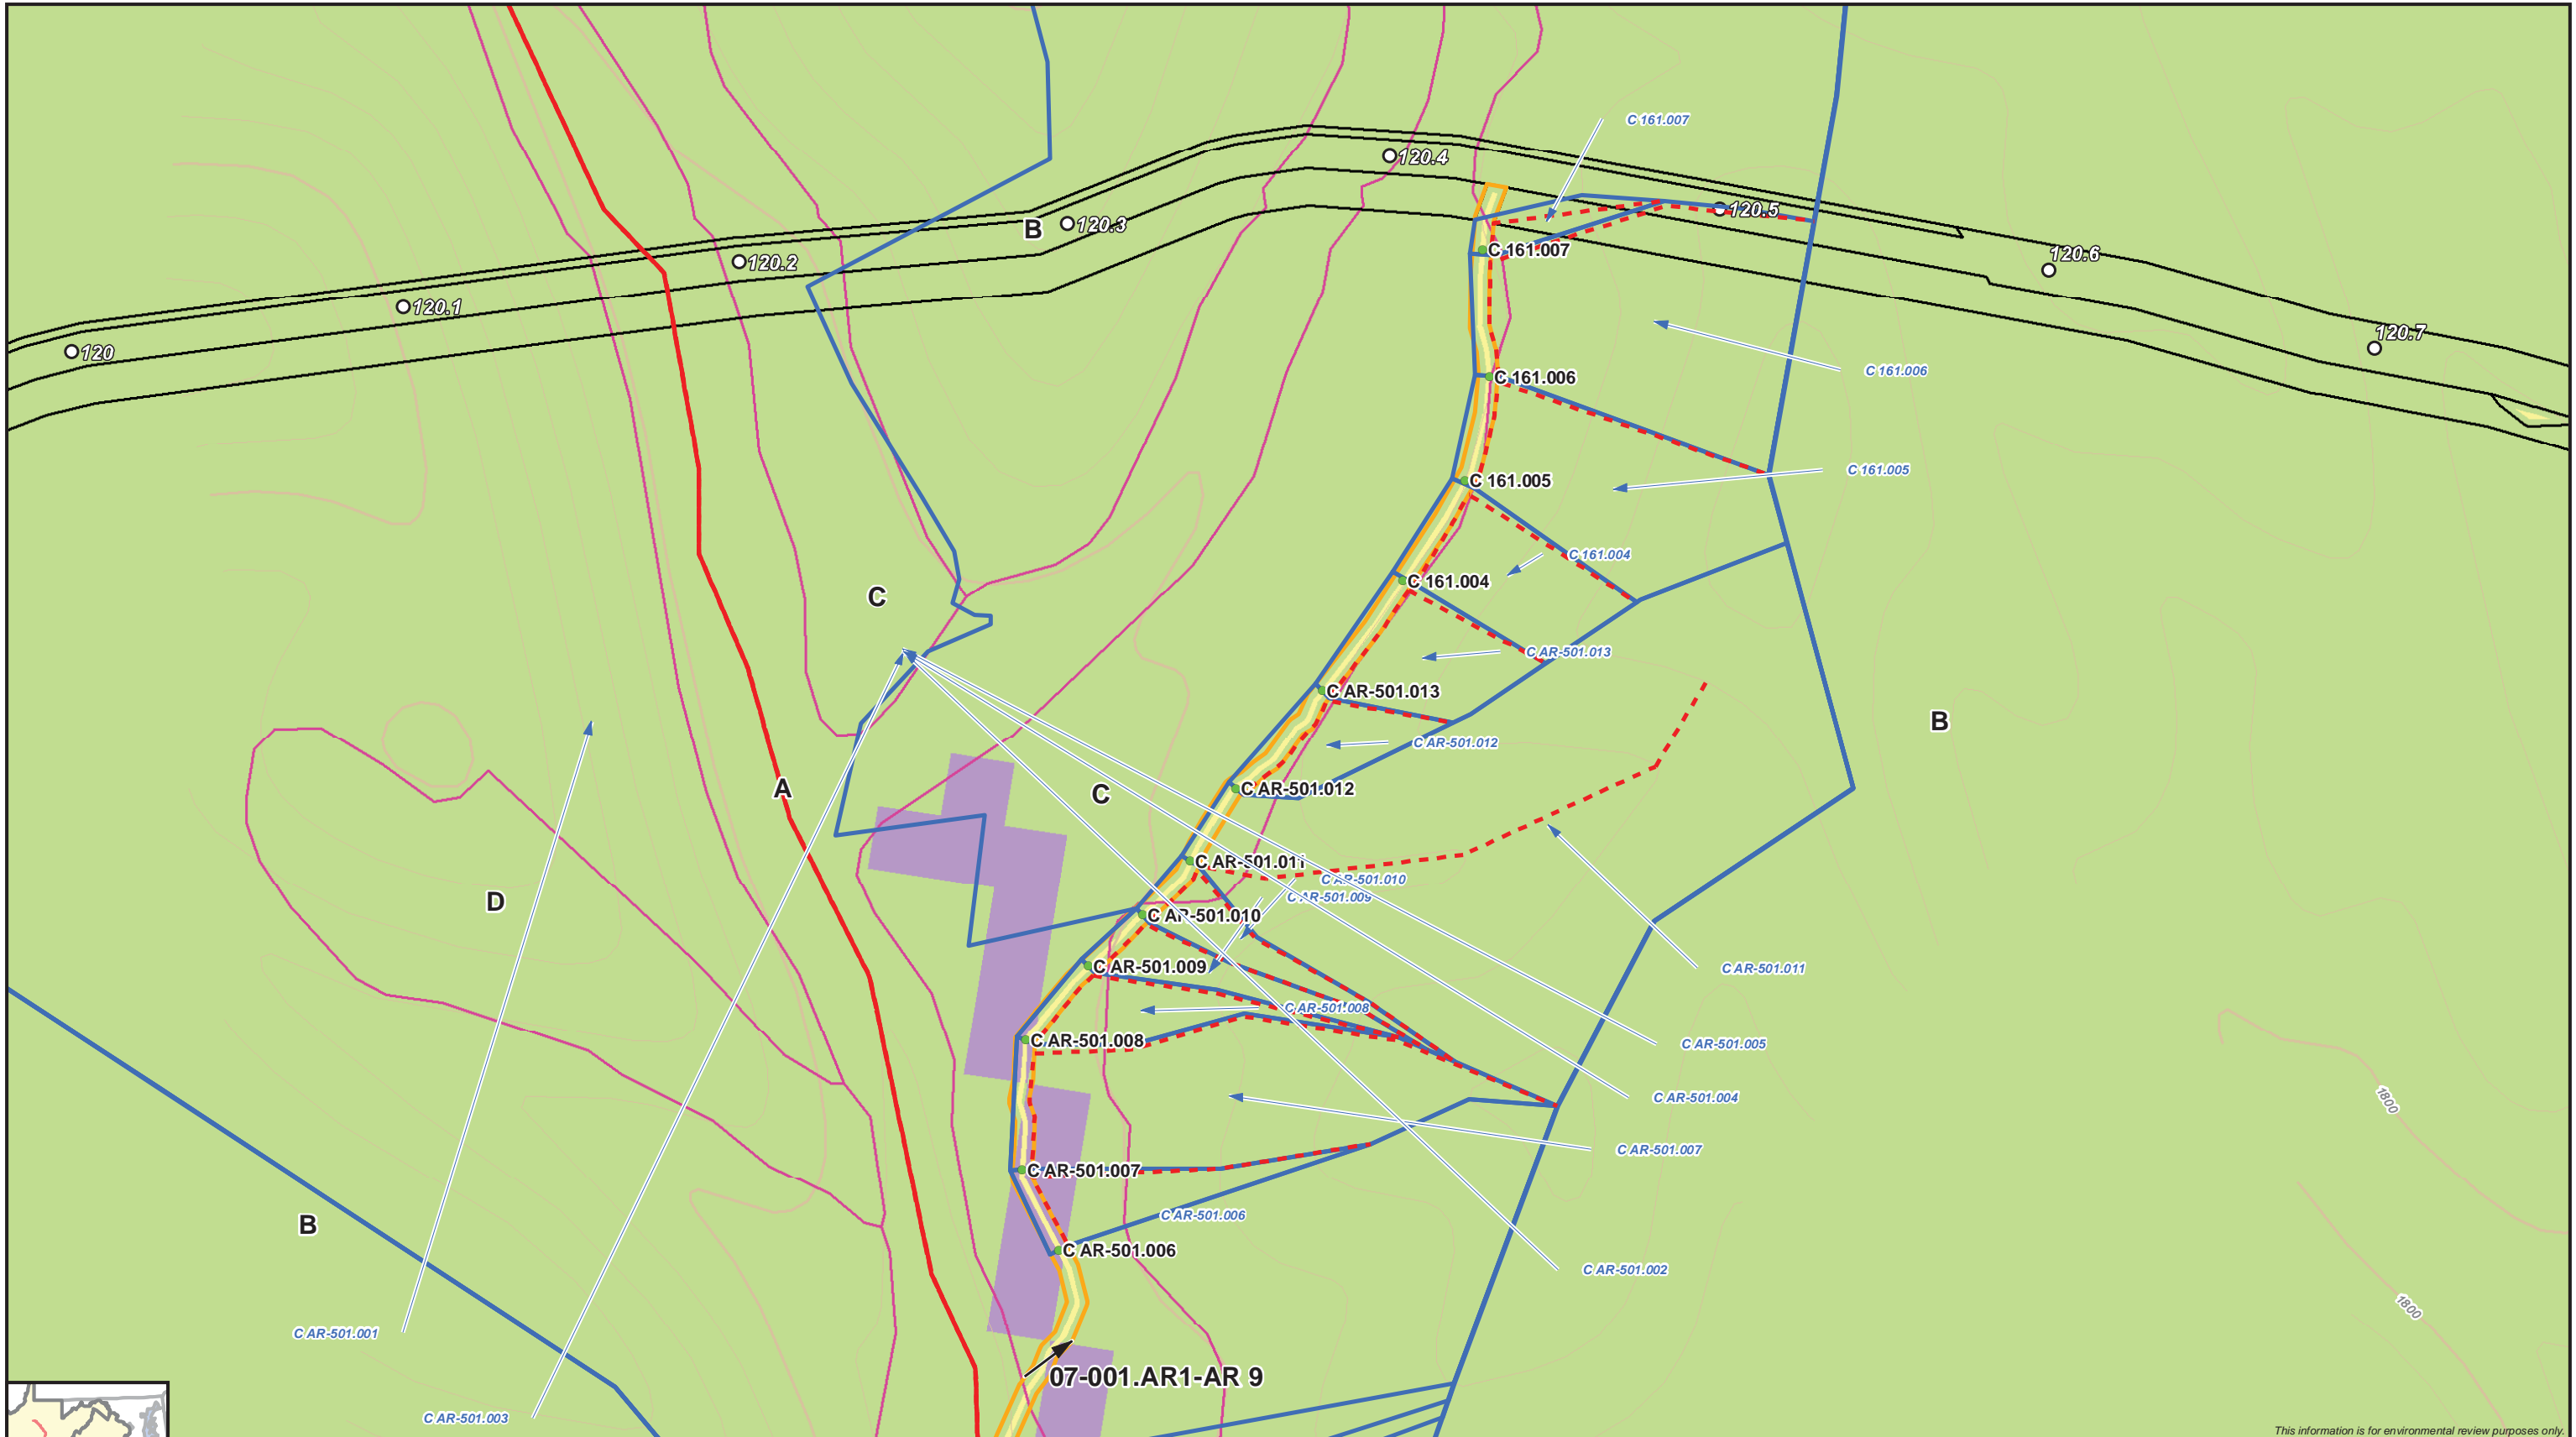 C 161.007
120.4
120.5
B
120.3
C 161.007
120.6
120.2
120.1
120.7
120
C 161.006
C 161.006
C 161.005
C 161.005
C 161.004
C 161.004
C
C AR-501.013
C AR-501.013
B
C AR-501.012
A
C
C AR-501.012
C AR-501.011
C AR-501.010
C AR-501.009
D
C AR-501.010
C AR-501.009
C AR-501.011
C AR-501.008
C AR-501.008
C AR-501.005
C AR-501.004
1800
C AR-501.007
C AR-501.007
C AR-501.006
B
C AR-501.006
C AR-501.002
1800
C AR-501.001
07-001.AR1-AR 9
C AR-501.003
This information is for environmental review purposes only.